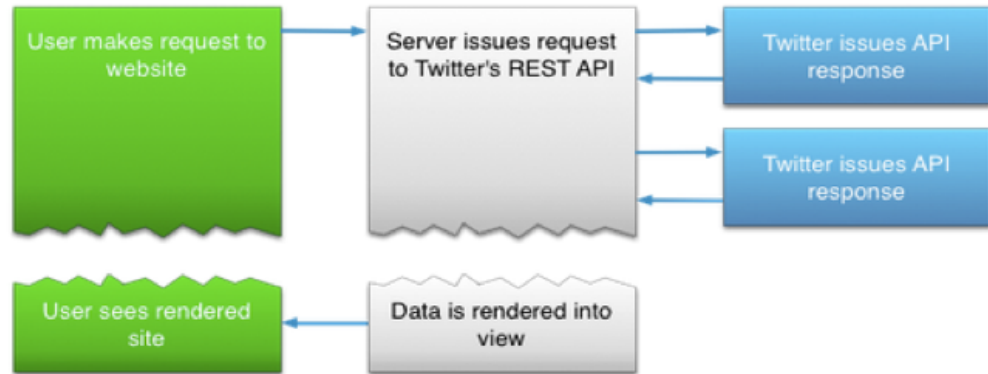 User makes request to
website
Server issues request
to Twitter's REST API
Twitter issues API
response
Twitter issues API
response
User sees rendered
site
Data is rendered into
view